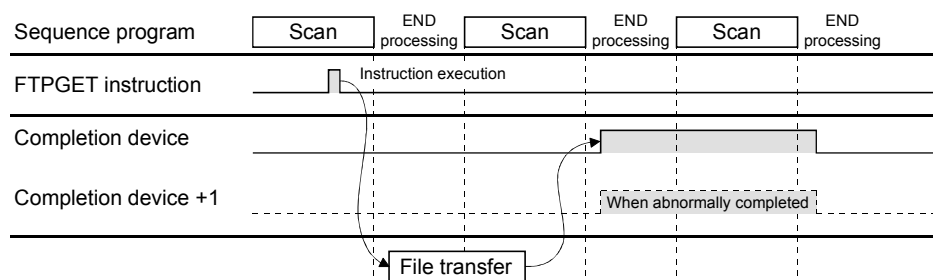 Sequence program
Scan
END
processing
Scan
END
processing
Scan
END
processing
FTPGET instruction
Instruction execution
Completion device
Completion device +1
When abnormally completed
File transfer